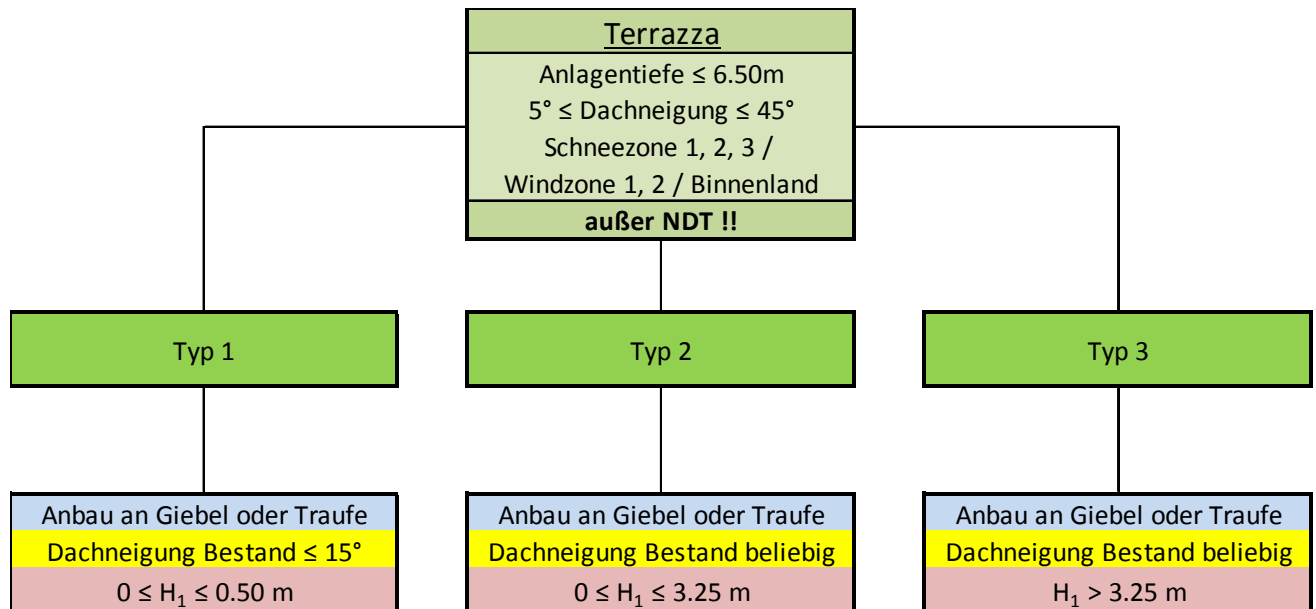 Terrazza
Anlagentiefe ≤ 6.50m
5° ≤ Dachneigung ≤ 45°
Schneezone 1, 2, 3 /
Windzone 1, 2 / Binnenland
außer NDT !!
Typ 1
Typ 2
Typ 3
Anbau an Giebel oder Traufe
Dachneigung Bestand ≤ 15°
0 ≤ H₁ ≤ 0.50 m
Anbau an Giebel oder Traufe
Dachneigung Bestand beliebig
0 ≤ H₁ ≤ 3.25 m
Anbau an Giebel oder Traufe
Dachneigung Bestand beliebig
H₁ > 3.25 m